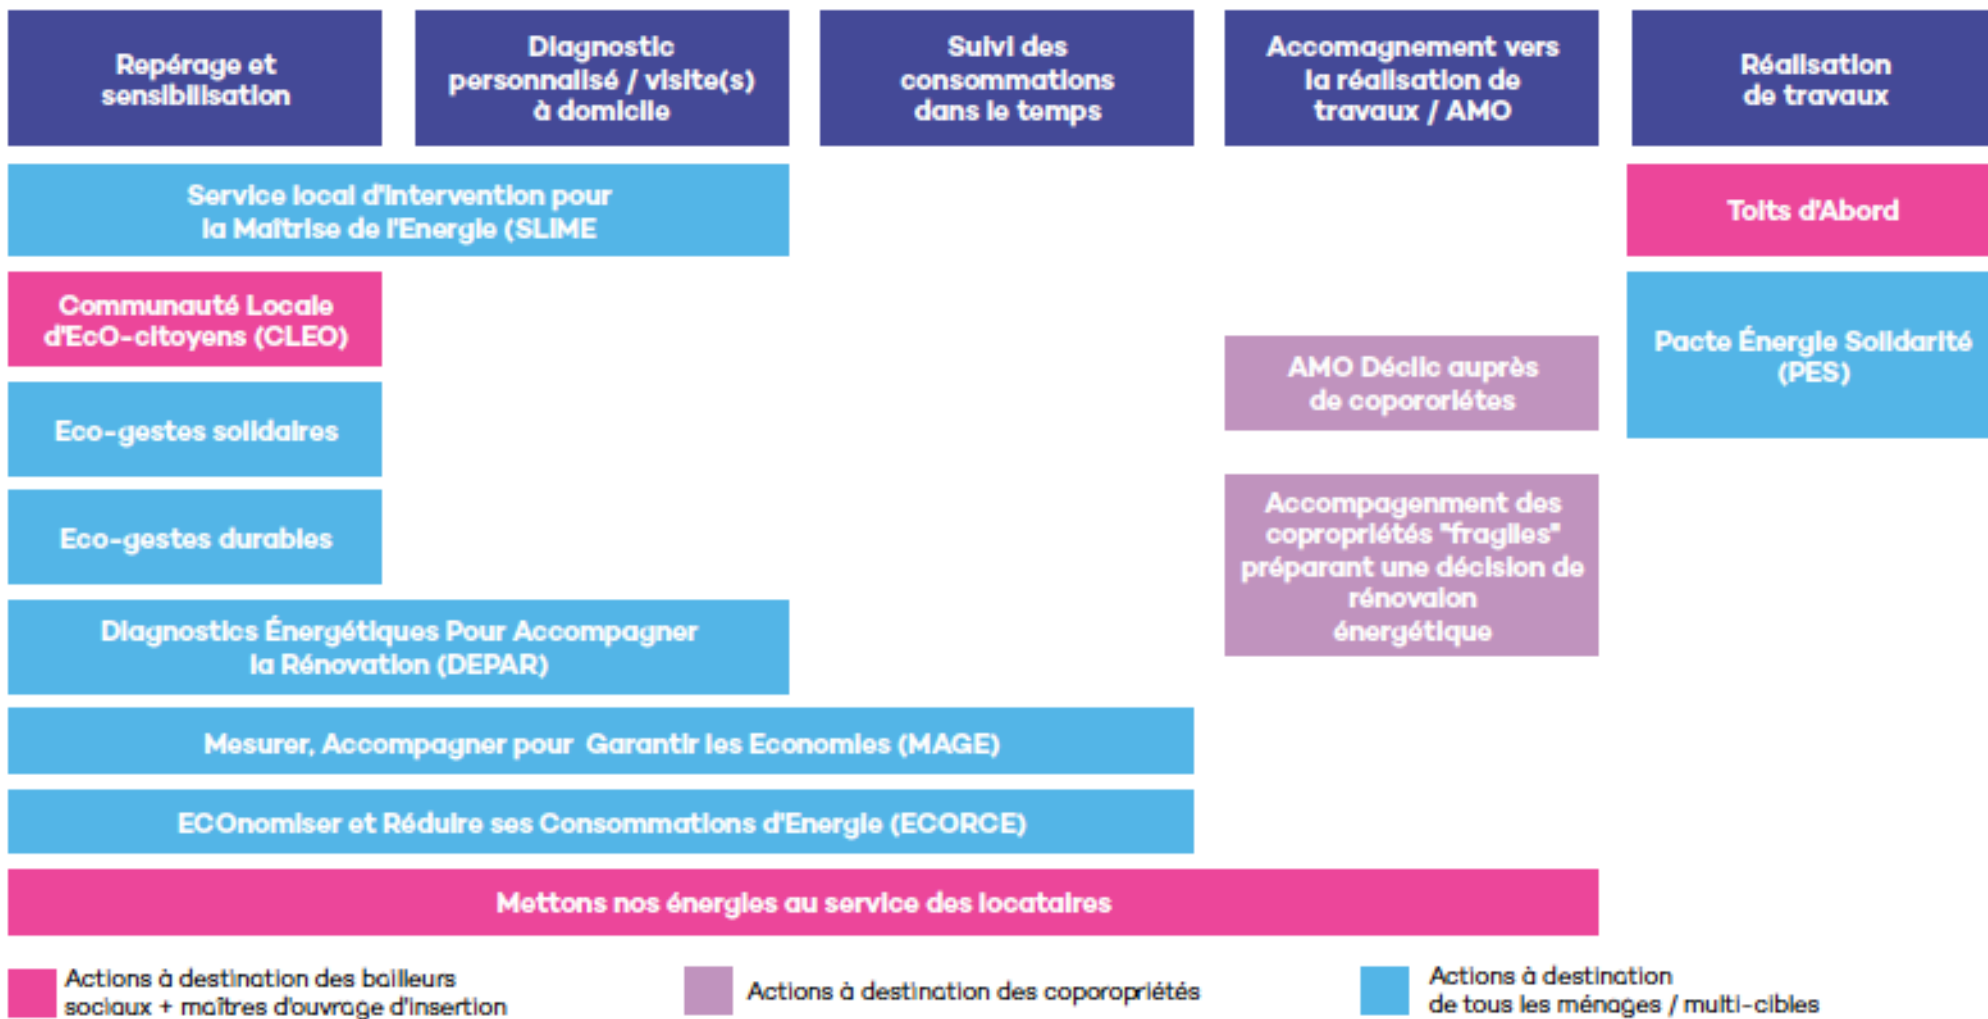 Repérage et
sensibilisation
Diagnostic
personnalisé / visite(s)
à domicile
Suivi des
consommations
dans le temps
Accomagnement vers
la réalisation de
travaux / AMO
Réalisation
de travaux
Service local d'intervention pour
la Maîtrise de l'Energie (SLIME
Toits d'Abord
Communauté Locale
d'EcO-citoyens (CLEO)
Pacte Énergie Solidarité
(PES)
AMO Déclic auprès
de copororiétes
Eco-gestes solidaires
Eco-gestes durables
Accompagenment des
copropriétés "fragiles"
préparant une décision de
rénovaion
énergétique
Diagnostics Énergétiques Pour Accompagner
la Rénovation (DEPAR)
Mesurer, Accompagner pour Garantir les Economies (MAGE)
ECOnomiser et Réduire ses Consommations d'Energie (ECORCE)
Mettons nos énergies au service des locataires
Actions à destination des bailleurs
sociaux + maîtres d'ouvrage d'insertion
Actions à destination des coporopriétés
Actions à destination
de tous les ménages / multi-cibles